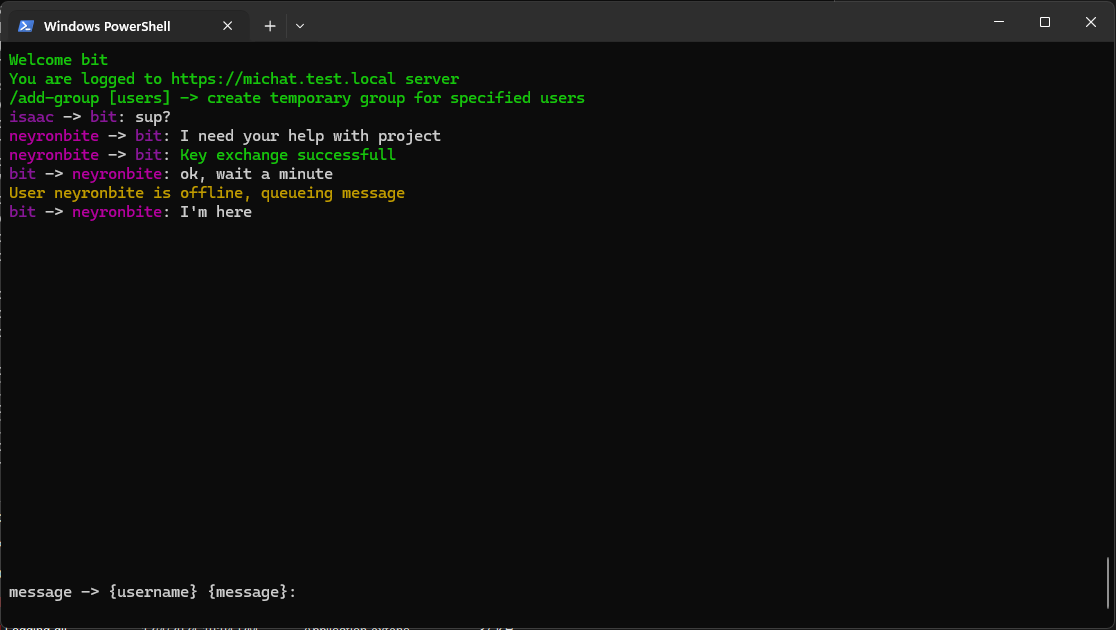 Windows PowerShell
Welcome bit
You are logged to https://michat.test.local server
/add-group [users] -> create temporary group for specified users
isaac -> bit: sup?
neyronbite -> bit: I need your help with project
neyronbite -> bit: Key exchange successfull
bit -> neyronbite: ok, wait a minute
User neyronbite is offline, queueing message
bit -> neyronbite: I'm here
message -> {username} {message}: